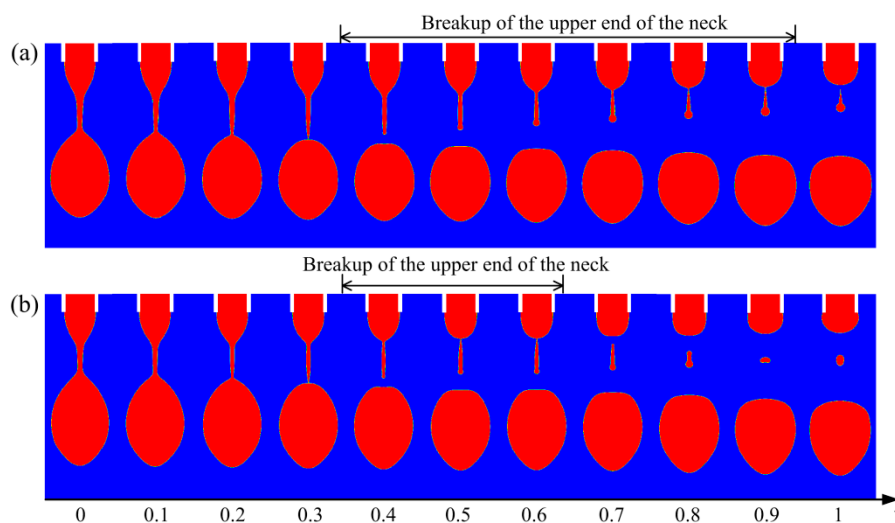 Breakup of the upper end of the neck
(a)
Breakup of the upper end of the neck
(b)
0 0.1 0.2 0.3 0.4 0.5 0.6 0.7 0.8 0.9 1